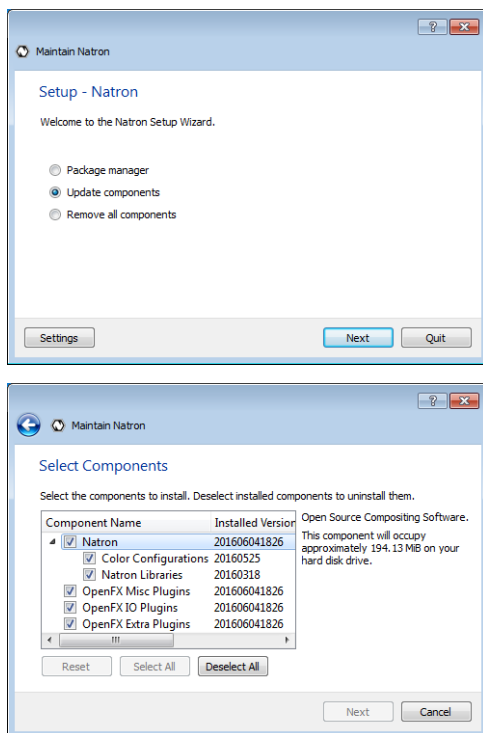 Maintain Natron
Setup - Natron
Welcome to the Natron Setup Wizard.
Package manager
Update components
Remove all components
Settings Next Quit
Maintain Natron
Select Components
Select the components to install. Deselect installed components to uninstall them.
Component Name Installed Version
Natron 201606041826
Color Configurations 20160525
Natron Libraries 20160318
OpenFX Misc Plugins 201606041826
OpenFX IO Plugins 201606041826
OpenFX Extra Plugins 201606041826
Open Source Compositing Software.
This component will occupy
approximately 194.13 MiB on your
hard disk drive.
Reset Select All Deselect All
Next Cancel